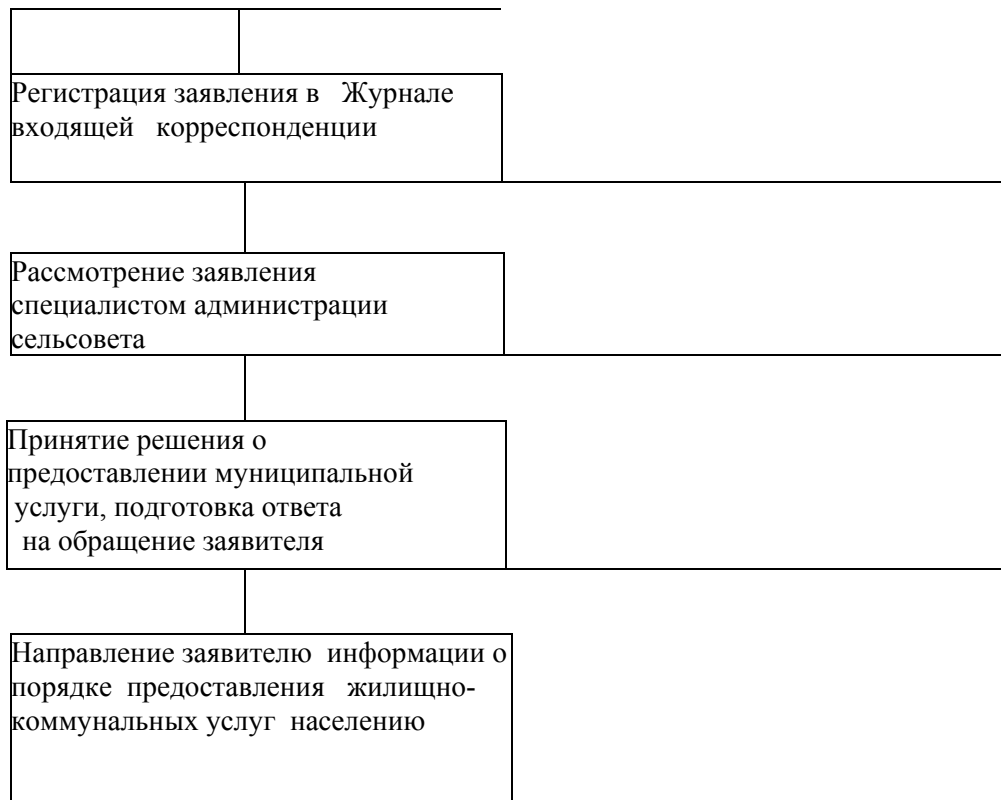 Регистрация заявления в Журнале
входящей корреспонденции
Рассмотрение заявления
специалистом администрации
сельсовета
Принятие решения о
предоставлении муниципальной
услуги, подготовка ответа
на обращение заявителя
Направление заявителю информации о
порядке предоставления жилищно-
коммунальных услуг населению